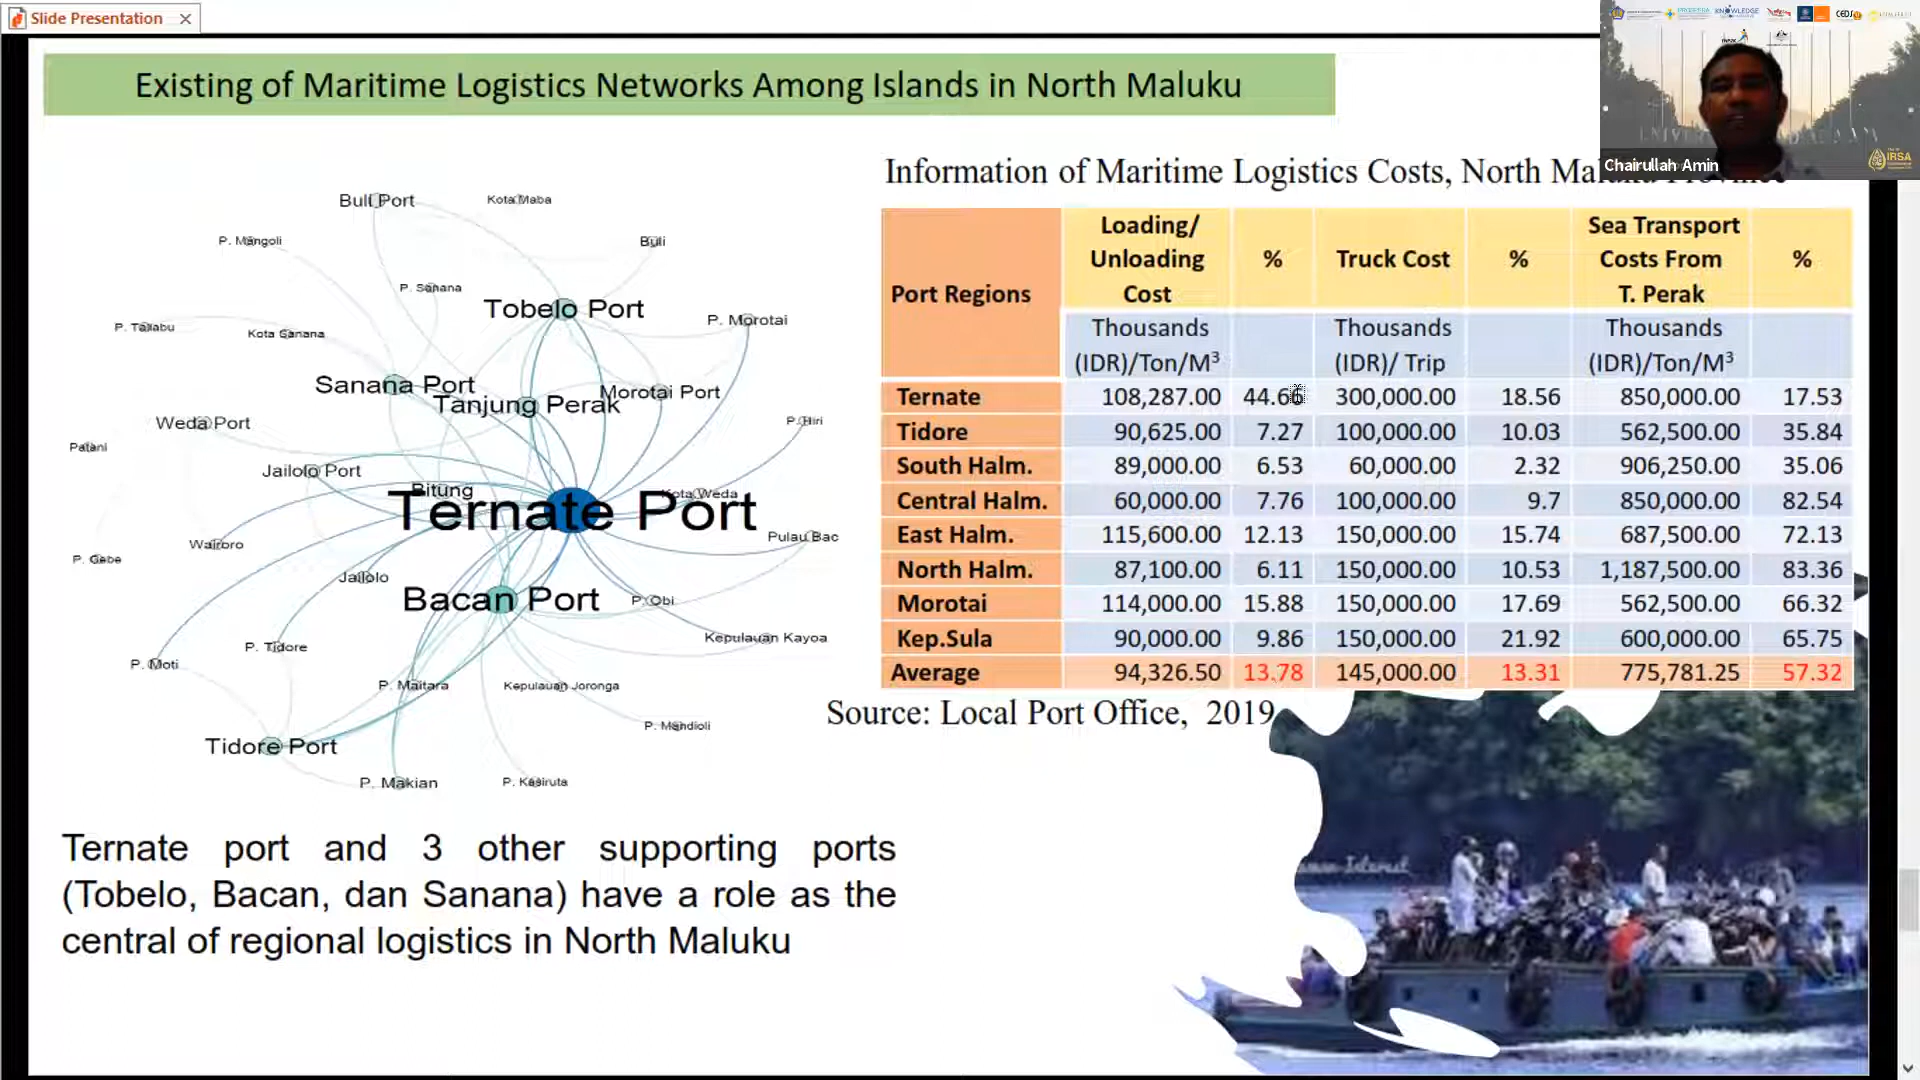 Slide Presentation
Existing of Maritime Logistics Networks Among Islands in North Maluku
KNOWLEDGE
CEDS
IRSA
Chairullah Amin
Information of Maritime Logistics Costs, North Maluku Province
Port Regions
Loading/ Unloading Cost
%
Truck Cost
%
Sea Transport Costs From T. Perak
%
Thousands (IDR)/Ton/M³
Thousands (IDR)/ Trip
Thousands (IDR)/Ton/M³
Ternate 108,287.00 44.66 300,000.00 18.56 850,000.00 17.53
Tidore 90,625.00 7.27 100,000.00 10.03 562,500.00 35.84
South Halm. 89,000.00 6.53 60,000.00 2.32 906,250.00 35.06
Central Halm. 60,000.00 7.76 100,000.00 9.7 850,000.00 82.54
East Halm. 115,600.00 12.13 150,000.00 15.74 687,500.00 72.13
North Halm. 87,100.00 6.11 150,000.00 10.53 1,187,500.00 83.36
Morotai 114,000.00 15.88 150,000.00 17.69 562,500.00 66.32
Kep.Sula 90,000.00 9.86 150,000.00 21.92 600,000.00 65.75
Average 94,326.50 13.78 145,000.00 13.31 775,781.25 57.32
Source: Local Port Office, 2019
Buli Port
Kota Maba
P. Mangoli
Buli
P. Sanana
Tobelo Port
P. Taliabu
Kota Sanana
P. Morotai
Sanana Port
Morotai Port
Tanjung Perak
Weda Port
P. Hiri
Patani
Jailolo Port
Bitung
Kota Weda
Ternate Port
Pulau Bac
Wairoro
P. Gebe
Jailolo
Bacan Port
P. Obi
Kepulauan Kayoa
P. Tidore
P. Moti
P. Maitara
Kepulauan Joronga
P. Mandioli
Tidore Port
P. Makian
P. Kasiruta
Ternate port and 3 other supporting ports
(Tobelo, Bacan, dan Sanana) have a role as the
central of regional logistics in North Maluku